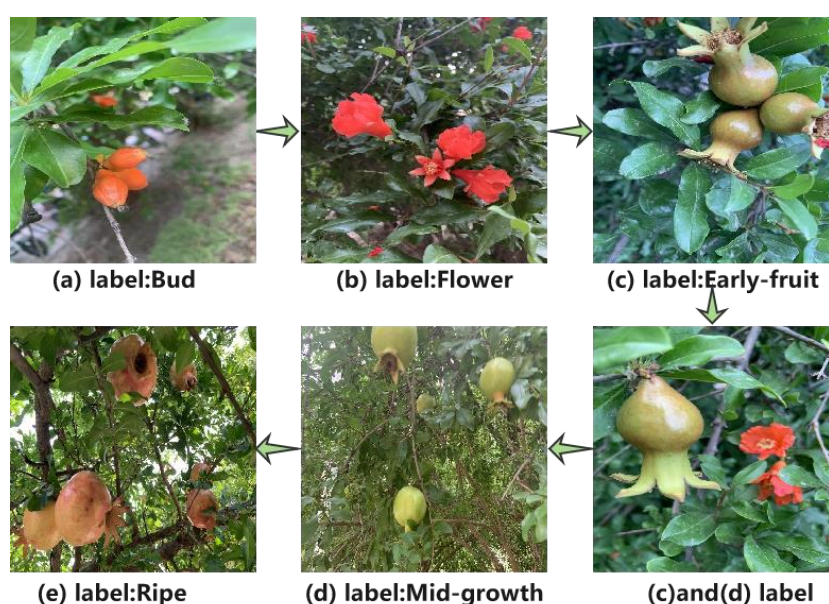 (a) label:Bud
(b) label:Flower
(c) label:Early-fruit
(e) label:Ripe
(d) label:Mid-growth
(c)and(d) label